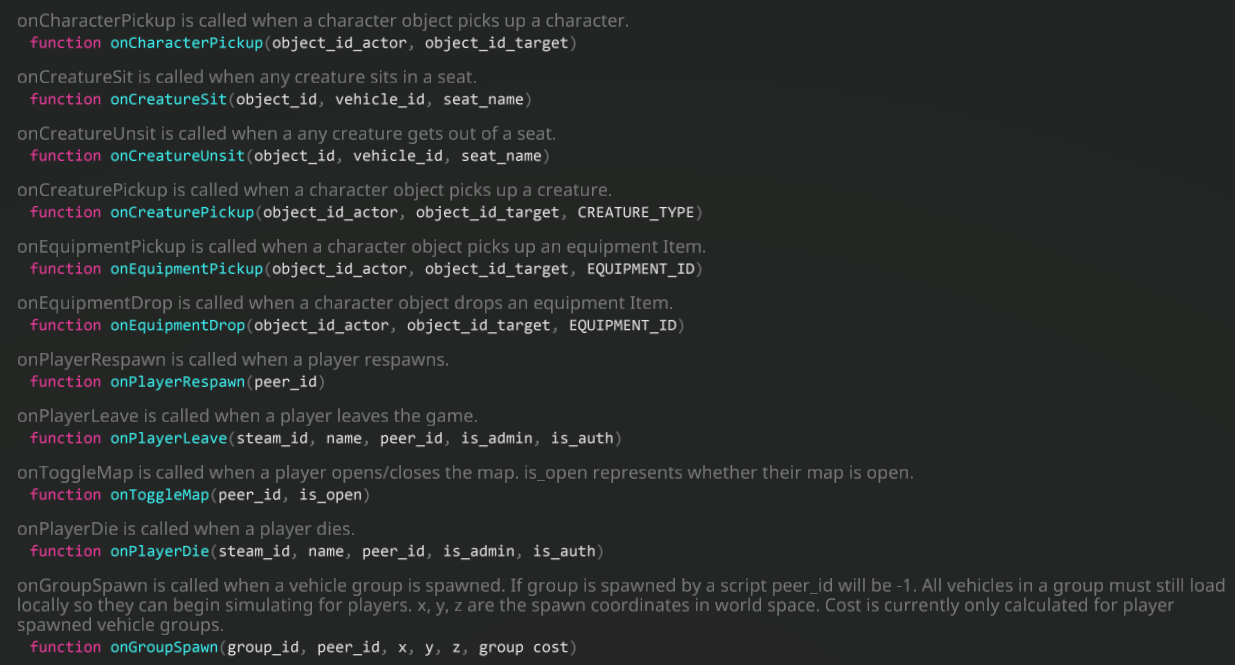 onCharacterPickup is called when a character object picks up a character.
function onCharacterPickup(object_id_actor, object_id_target)
onCreatureSit is called when any creature sits in a seat.
function onCreatureSit(object_id, vehicle_id, seat_name)
onCreatureUnsit is called when a any creature gets out of a seat.
function onCreatureUnsit(object_id, vehicle_id, seat_name)
onCreaturePickup is called when a character object picks up a creature.
function onCreaturePickup(object_id_actor, object_id_target, CREATURE_TYPE)
onEquipmentPickup is called when a character object picks up an equipment Item.
function onEquipmentPickup(object_id_actor, object_id_target, EQUIPMENT_ID)
onEquipmentDrop is called when a character object drops an equipment Item.
function onEquipmentDrop(object_id_actor, object_id_target, EQUIPMENT_ID)
onPlayerRespawn is called when a player respawns.
function onPlayerRespawn(peer_id)
onPlayerLeave is called when a player leaves the game.
function onPlayerLeave(steam_id, name, peer_id, is_admin, is_auth)
onToggleMap is called when a player opens/closes the map. is_open represents whether their map is open.
function onToggleMap(peer_id, is_open)
onPlayerDie is called when a player dies.
function onPlayerDie(steam_id, name, peer_id, is_admin, is_auth)
onGroupSpawn is called when a vehicle group is spawned. If group is spawned by a script peer_id will be -1. All vehicles in a group must still load
locally so they can begin simulating for players. x, y, z are the spawn coordinates in world space. Cost is currently only calculated for player
spawned vehicle groups.
function onGroupSpawn(group_id, peer_id, x, y, z, group cost)